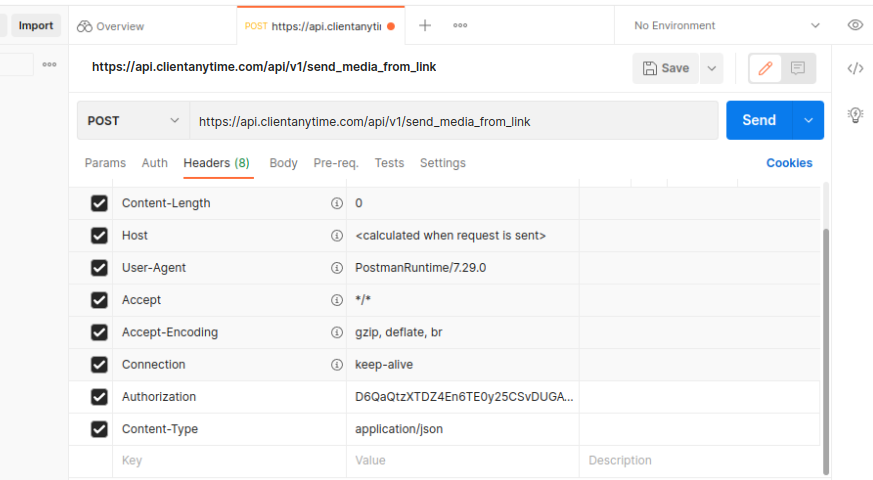 Import
Overview
POST https://api.clientanytii
No Environment
https://api.clientanytime.com/api/v1/send_media_from_link
Save
POST
https://api.clientanytime.com/api/v1/send_media_from_link
Send
Params Auth Headers (8) Body Pre-req. Tests Settings Cookies
Content-Length 0
Host <calculated when request is sent>
User-Agent PostmanRuntime/7.29.0
Accept */*
Accept-Encoding gzip, deflate, br
Connection keep-alive
Authorization D6QaQtzXTDZ4En6TE0y25CSvDUGA...
Content-Type application/json
Key Value Description